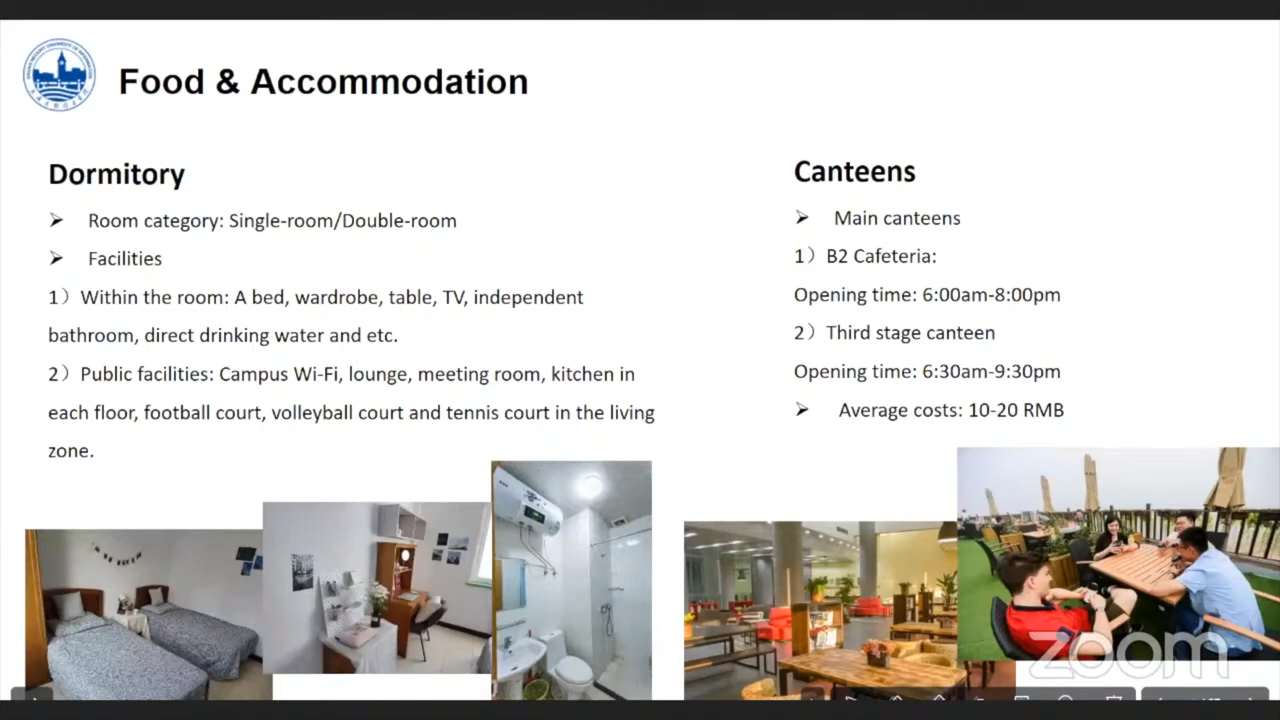 Food & Accommodation
Dormitory
➢ Room category: Single-room/Double-room
➢ Facilities
1）Within the room: A bed, wardrobe, table, TV, independent
bathroom, direct drinking water and etc.
2）Public facilities: Campus Wi-Fi, lounge, meeting room, kitchen in
each floor, football court, volleyball court and tennis court in the living
zone.
Canteens
➢ Main canteens
1）B2 Cafeteria:
Opening time: 6:00am-8:00pm
2）Third stage canteen
Opening time: 6:30am-9:30pm
➢ Average costs: 10-20 RMB
zoom